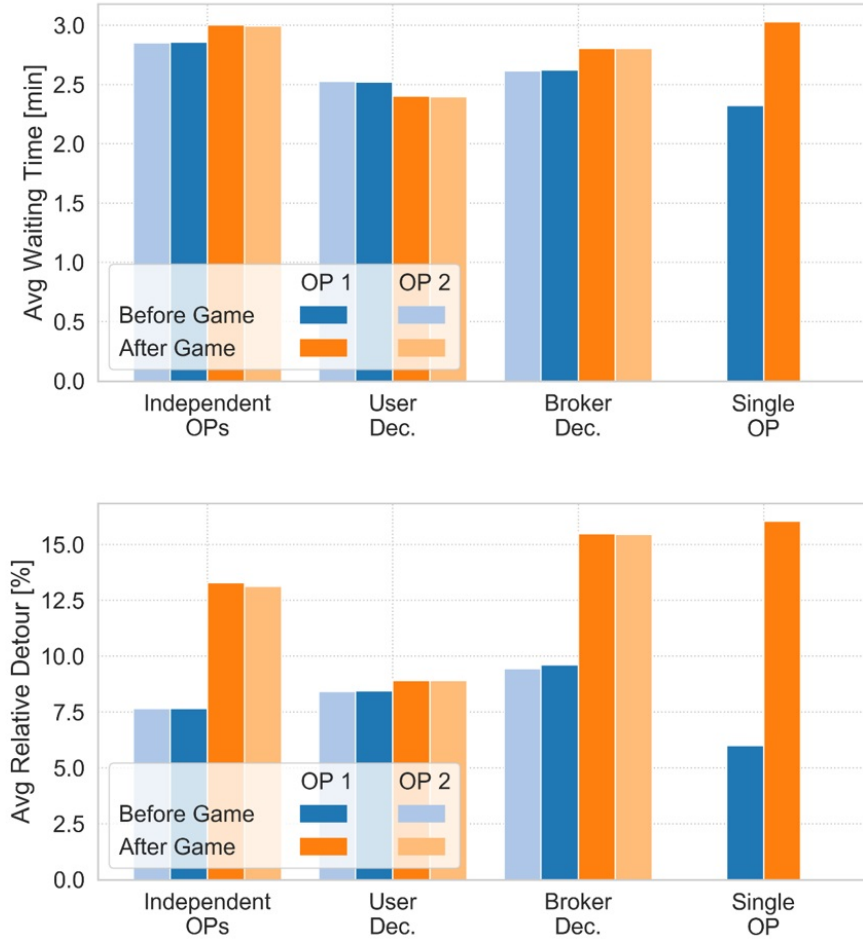 Avg Waiting Time [min]
3.0
2.5
2.0
1.5
1.0
0.5
0.0
OP 1 OP 2
Before Game
After Game
Independent OPs
User Dec.
Broker Dec.
Single OP
Avg Relative Detour [%]
15.0
12.5
10.0
7.5
5.0
2.5
0.0
OP 1 OP 2
Before Game
After Game
Independent OPs
User Dec.
Broker Dec.
Single OP